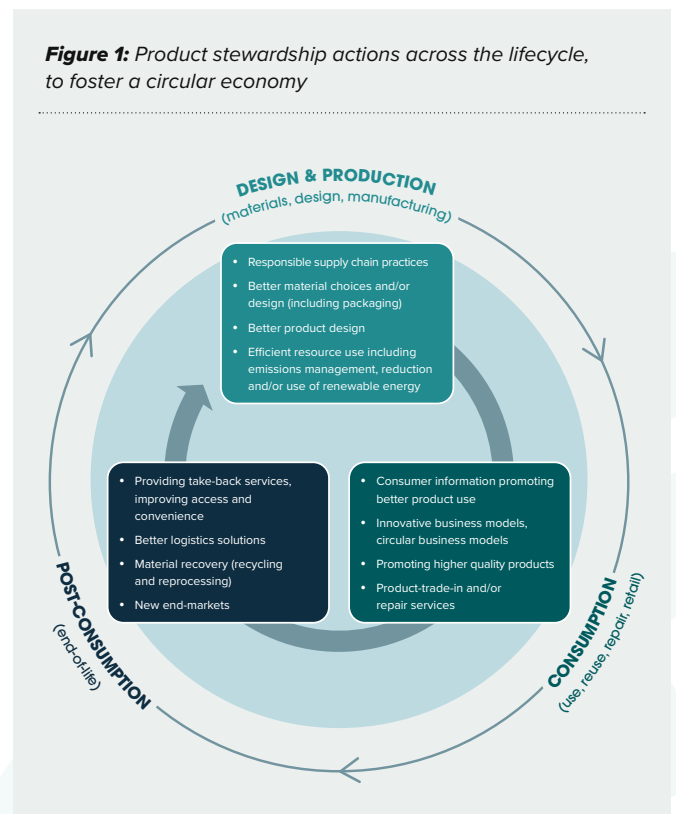 Figure 1: Product stewardship actions across the lifecycle,
to foster a circular economy
DESIGN & PRODUCTION
(materials, design, manufacturing)
• Responsible supply chain practices
• Better material choices and/or
design (including packaging)
• Better product design
• Efficient resource use including
emissions management, reduction
and/or use of renewable energy
• Consumer information promoting
better product use
• Innovative business models,
circular business models
• Promoting higher quality products
• Product-trade-in and/or
repair services
CONSUMPTION
(use, reuse, repair, retail)
• Providing take-back services,
improving access and
convenience
• Better logistics solutions
• Material recovery (recycling
and reprocessing)
• New end-markets
POST-CONSUMPTION
(end-of-life)